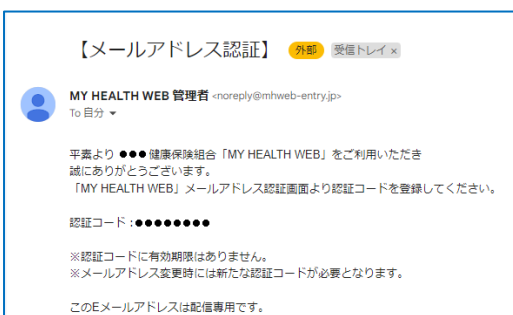 【メールアドレス認証】 外部 受信トレイ ×
MY HEALTH WEB 管理者 <noreply@mhweb-entry.jp>
To 自分
平素より ●●● 健康保険組合「MY HEALTH WEB」をご利用いただき
誠にありがとうございます。
「MY HEALTH WEB」メールアドレス認証画面より認証コードを登録してください。
認証コード :●●●●●●●●
※認証コードに有効期限はありません。
※メールアドレス変更時には新たな認証コードが必要となります。
このEメールアドレスは配信専用です。